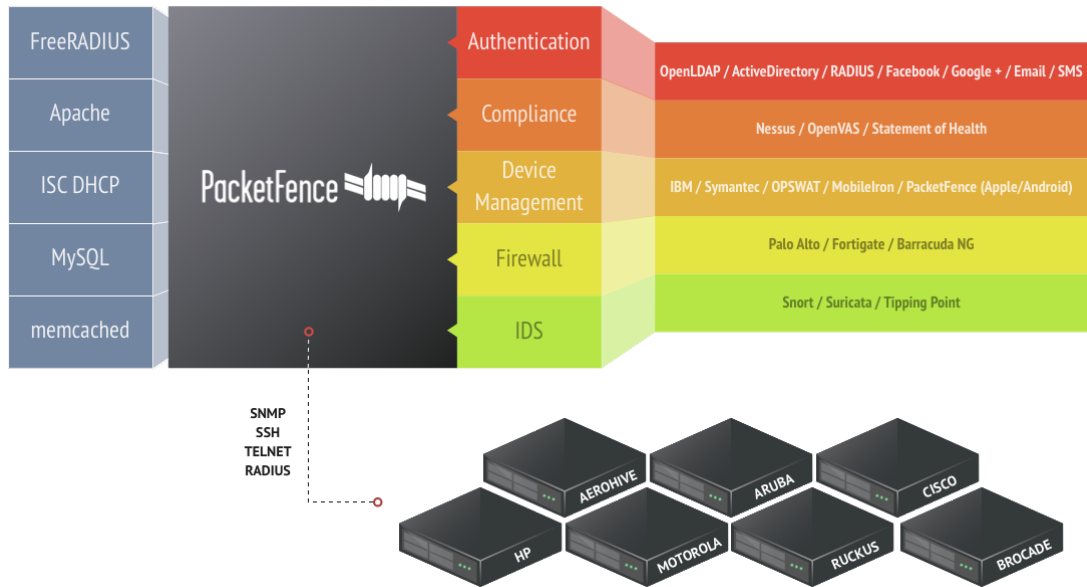 FreeRADIUS
Apache
ISC DHCP
MySQL
memcached
PacketFence
Authentication
Compliance
Device
Management
Firewall
IDS
OpenLDAP / ActiveDirectory / RADIUS / Facebook / Google + / Email / SMS
Nessus / OpenVAS / Statement of Health
IBM / Symantec / OPSWAT / MobileIron / PacketFence (Apple/Android)
Palo Alto / Fortigate / Barracuda NG
Snort / Suricata / Tipping Point
SNMP
SSH
TELNET
RADIUS
AEROHIVE
ARUBA
CISCO
HP
MOTOROLA
RUCKUS
BROCADE